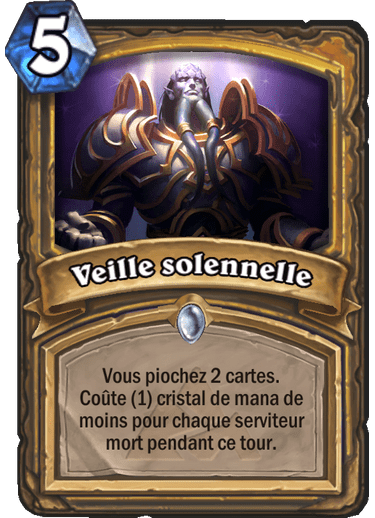 5
Veille solennelle
Vous piochez 2 cartes.
Coûte (1) cristal de mana de
moins pour chaque serviteur
mort pendant ce tour.